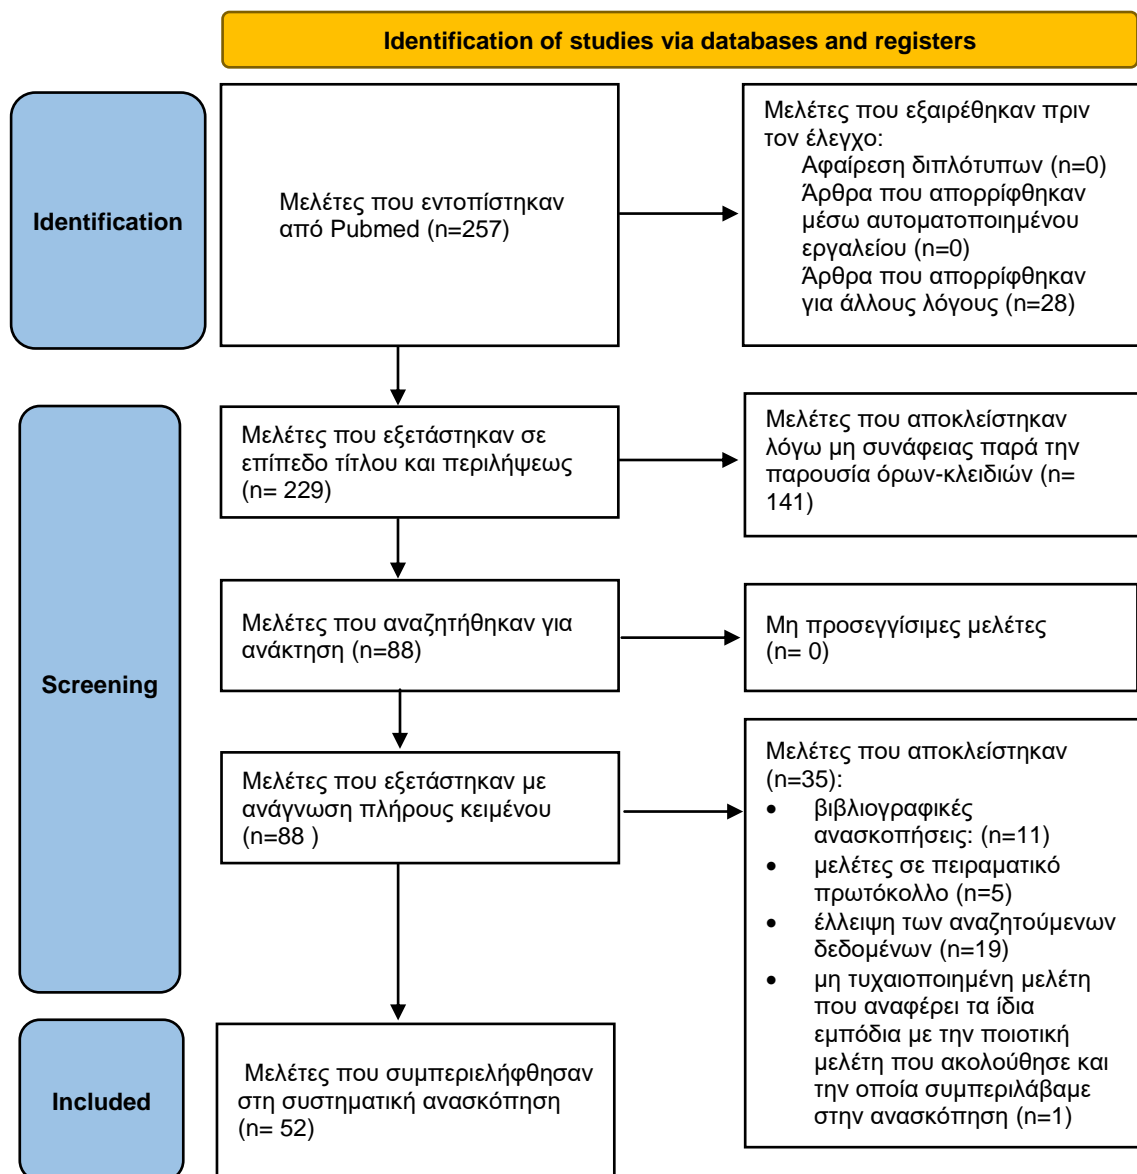 Identification of studies via databases and registers
Identification
Μελέτες που εντοπίστηκαν
από Pubmed (n=257)
Μελέτες που εξαιρέθηκαν πριν
τον έλεγχο:
Αφαίρεση διπλότυπων (n=0)
Άρθρα που απορρίφθηκαν
μέσω αυτοματοποιημένου
εργαλείου (n=0)
Άρθρα που απορρίφθηκαν
για άλλους λόγους (n=28)
Screening
Μελέτες που εξετάστηκαν σε
επίπεδο τίτλου και περιλήψεως
(n= 229)
Μελέτες που αποκλείστηκαν
λόγω μη συνάφειας παρά την
παρουσία όρων-κλειδιών (n=
141)
Μελέτες που αναζητήθηκαν για
ανάκτηση (n=88)
Μη προσεγγίσιμες μελέτες
(n= 0)
Μελέτες που εξετάστηκαν με
ανάγνωση πλήρους κειμένου
(n=88 )
Μελέτες που αποκλείστηκαν
(n=35):
• βιβλιογραφικές
ανασκοπήσεις: (n=11)
• μελέτες σε πειραματικό
πρωτόκολλο (n=5)
• έλλειψη των αναζητούμενων
δεδομένων (n=19)
• μη τυχαιοποιημένη μελέτη
που αναφέρει τα ίδια
εμπόδια με την ποιοτική
μελέτη που ακολούθησε και
την οποία συμπεριλάβαμε
στην ανασκόπηση (n=1)
Included
Μελέτες που συμπεριελήφθησαν
στη συστηματική ανασκόπηση
(n= 52)